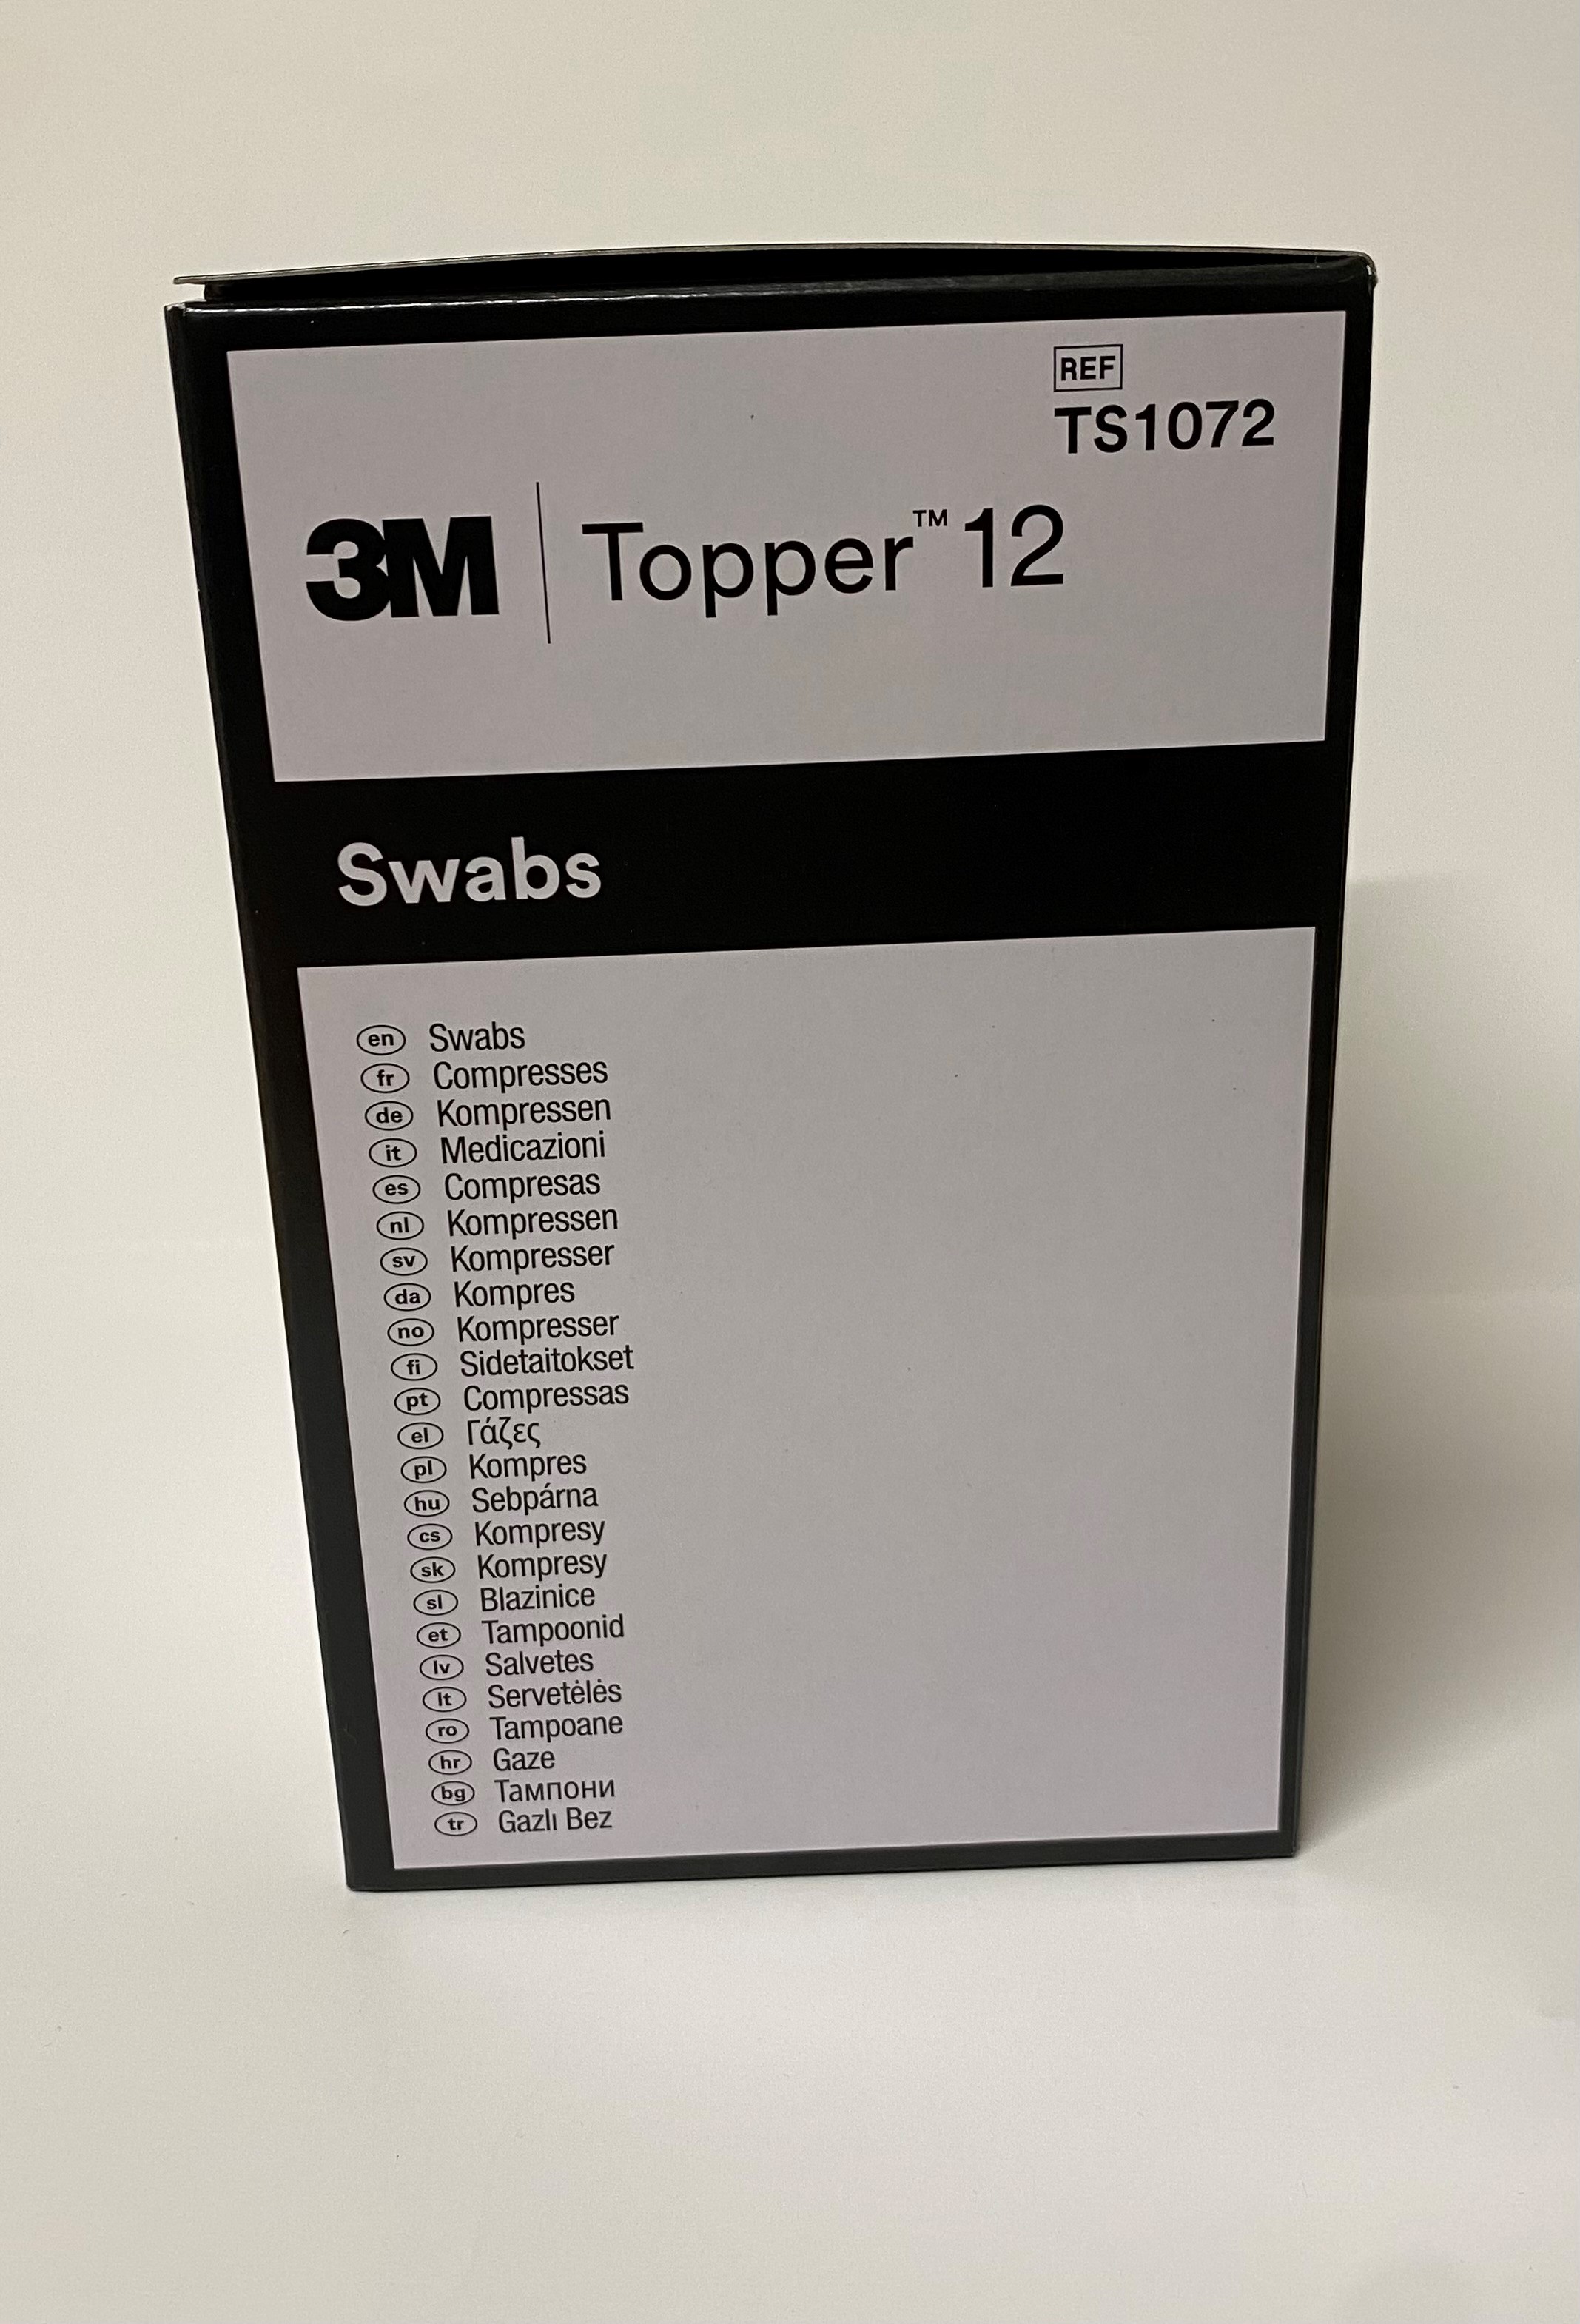 REF
TS1072
3M | Topper™ 12
Swabs
en Swabs
fr Compresses
de Kompressen
it Medicazioni
es Compresas
nl Kompressen
sv Kompresser
da Kompres
no Kompresser
fi Sidetaitokset
pt Compressas
el Γάζες
pl Kompres
hu Sebpárna
cs Kompresy
sk Kompresy
sl Blazinice
et Tampoonid
lv Salvetes
lt Servetėlės
ro Tampoane
hr Gaze
bg Тампони
tr Gazlı Bez